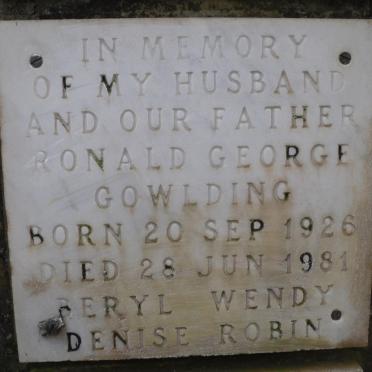 IN MEMORY
OF MY HUSBAND
AND OUR FATHER
RONALD GEORGE
GOWLDING
BORN 20 SEP 1926
DIED 28 JUN 1981
BERYL WENDY
DENISE ROBIN